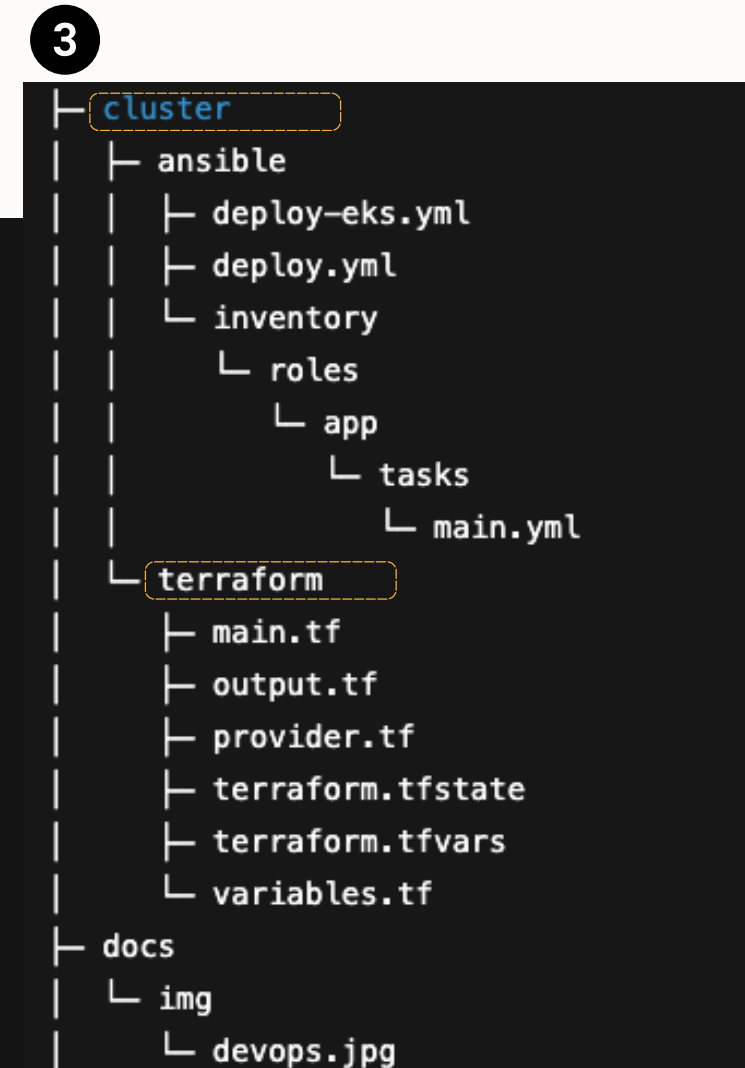 3
├─ cluster
│  ├─ ansible
│  │  ├─ deploy-eks.yml
│  │  ├─ deploy.yml
│  │  └─ inventory
│  │     └─ roles
│  │        └─ app
│  │           └─ tasks
│  │              └─ main.yml
│  └─ terraform
│     ├─ main.tf
│     ├─ output.tf
│     ├─ provider.tf
│     ├─ terraform.tfstate
│     ├─ terraform.tfvars
│     └─ variables.tf
├─ docs
│  └─ img
│     └─ devops.jpg